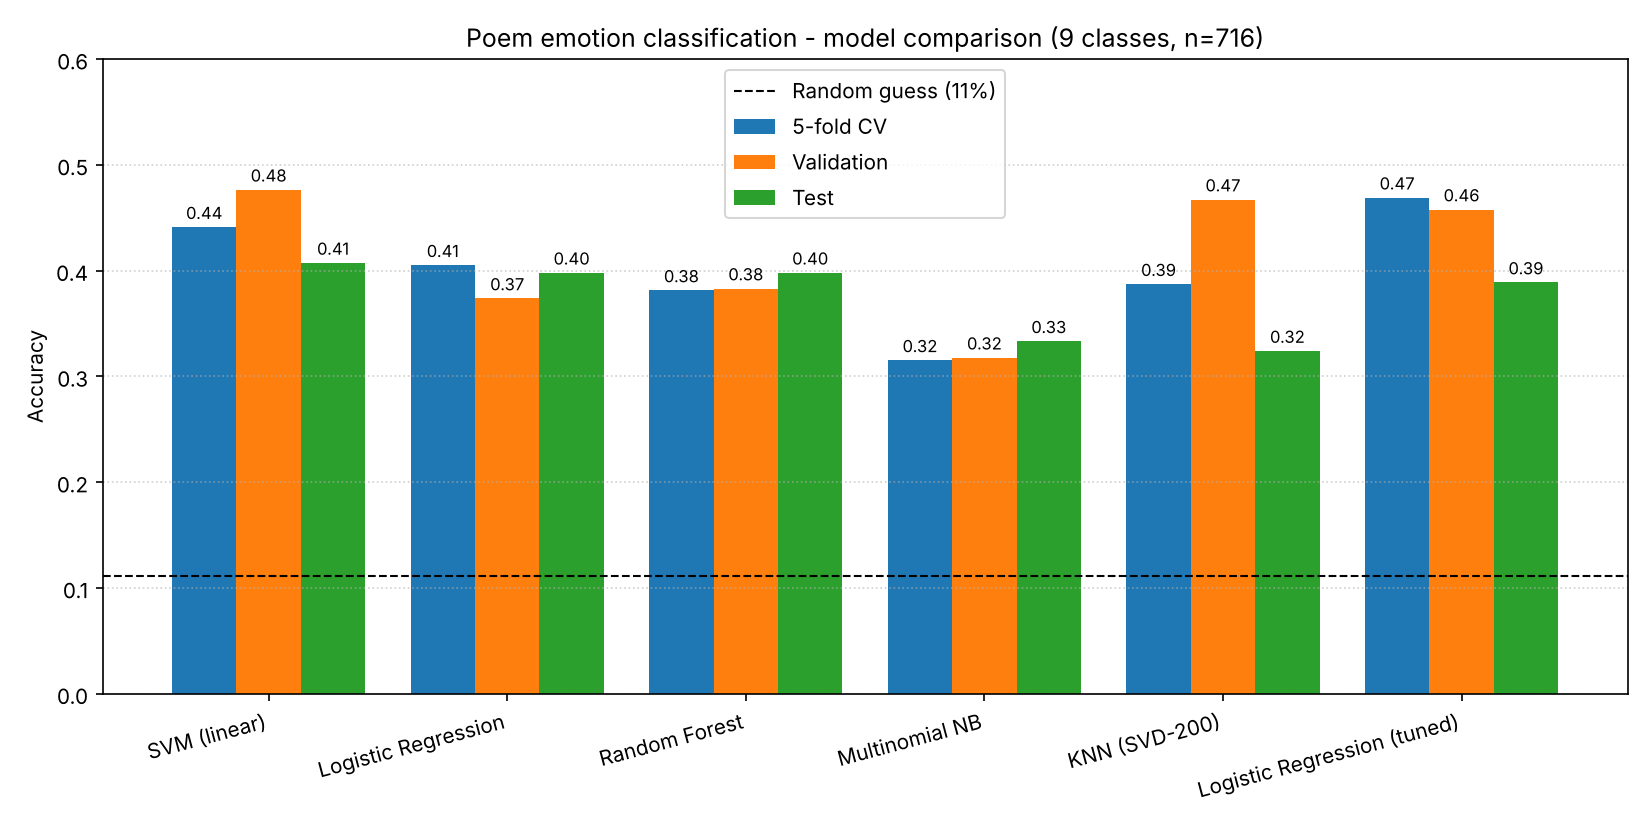 Poem emotion classification - model comparison (9 classes, n=716)
Random guess (11%)
5-fold CV
Validation
Test
Accuracy
0.6
0.5
0.4
0.3
0.2
0.1
0.0
0.44
0.48
0.41
0.41
0.37
0.40
0.38
0.38
0.40
0.32
0.32
0.33
0.39
0.47
0.32
0.47
0.46
0.39
SVM (linear)
Logistic Regression
Random Forest
Multinomial NB
KNN (SVD-200)
Logistic Regression (tuned)